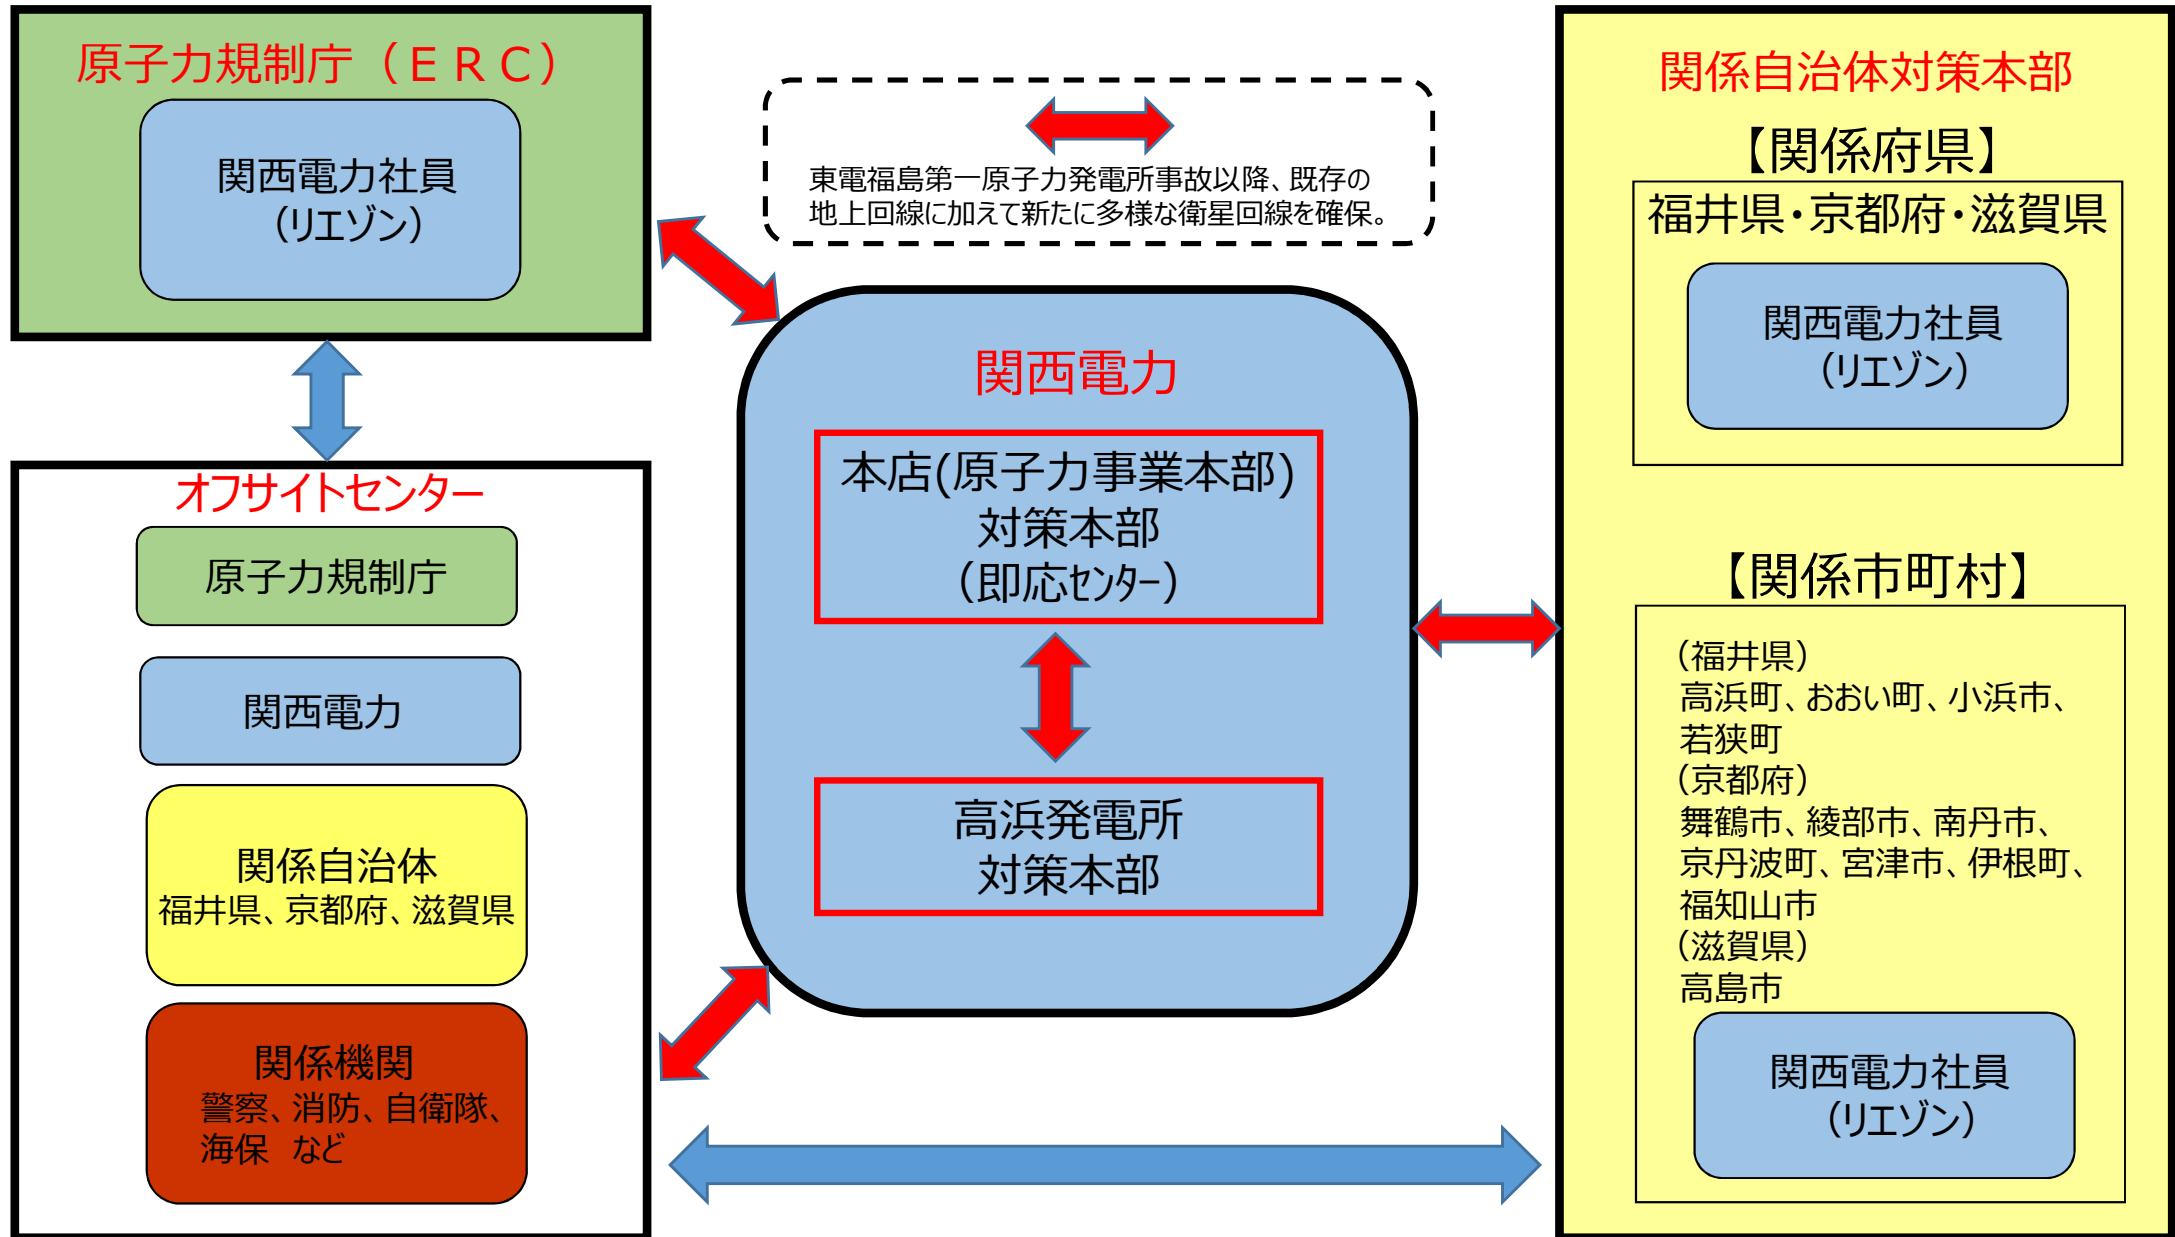 原子力規制庁（ＥＲＣ）
関西電力社員
（リエゾン）
オフサイトセンター
原子力規制庁
関西電力
関係自治体
福井県、京都府、滋賀県
関係機関
警察、消防、自衛隊、
海保　など
東電福島第一原子力発電所事故以降、既存の
地上回線に加えて新たに多様な衛星回線を確保。
関西電力
本店(原子力事業本部)
対策本部
（即応センター）
高浜発電所
対策本部
関係自治体対策本部
【関係府県】
福井県・京都府・滋賀県
関西電力社員
（リエゾン）
【関係市町村】
（福井県）
高浜町、おおい町、小浜市、
若狭町
（京都府）
舞鶴市、綾部市、南丹市、
京丹波町、宮津市、伊根町、
福知山市
（滋賀県）
高島市
関西電力社員
（リエゾン）